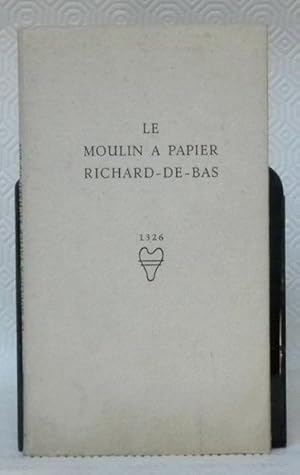 LE
MOULIN A PAPIER
RICHARD-DE-BAS
1326